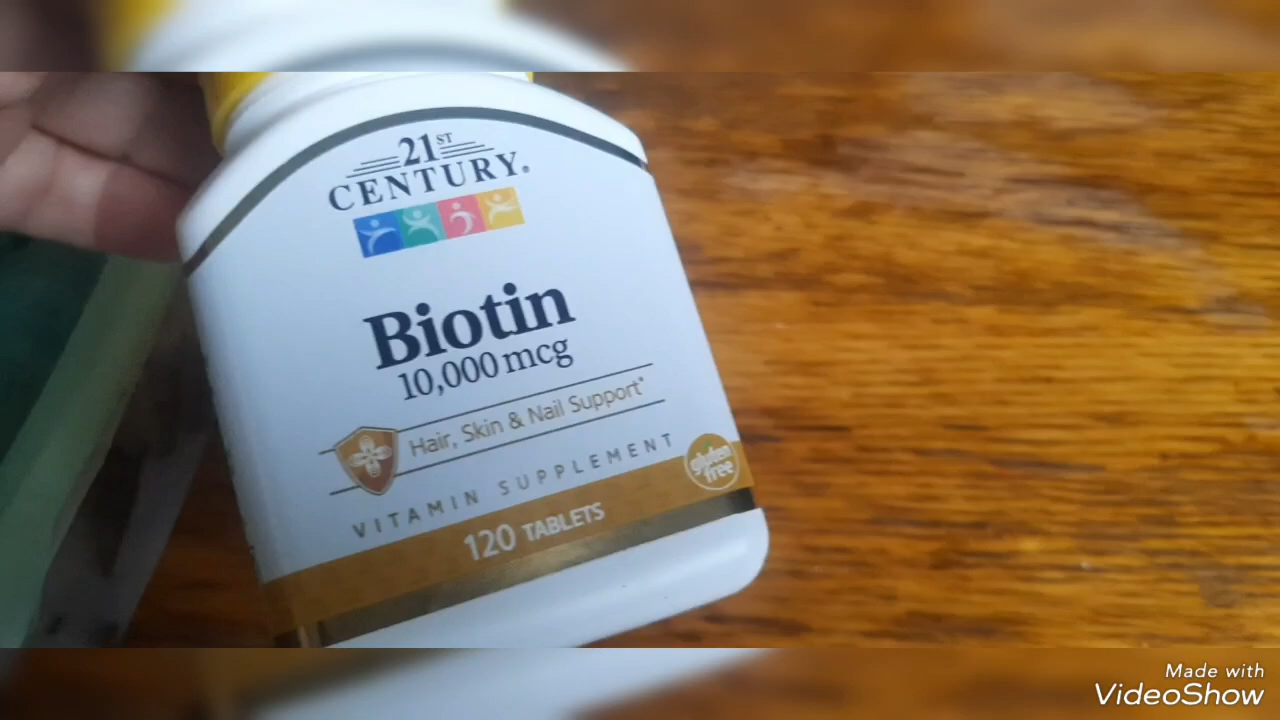 21ST
CENTURY®
Biotin
10,000 mcg
Hair, Skin & Nail Support*
VITAMIN SUPPLEMENT
gluten
free
120 TABLETS
Made with
VideoShow